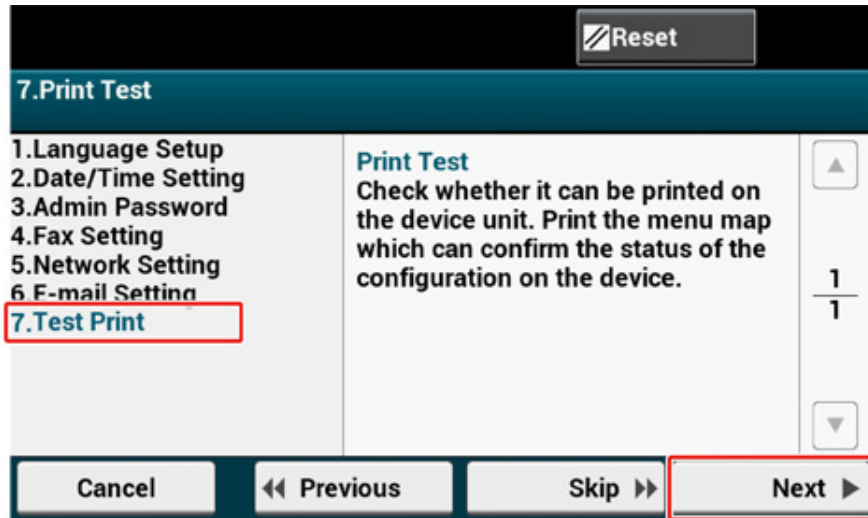 Reset
7.Print Test
1.Language Setup
2.Date/Time Setting
3.Admin Password
4.Fax Setting
5.Network Setting
6.E-mail Setting
7.Test Print
Print Test
Check whether it can be printed on
the device unit. Print the menu map
which can confirm the status of the
configuration on the device.
1
1
Cancel
Previous
Skip
Next